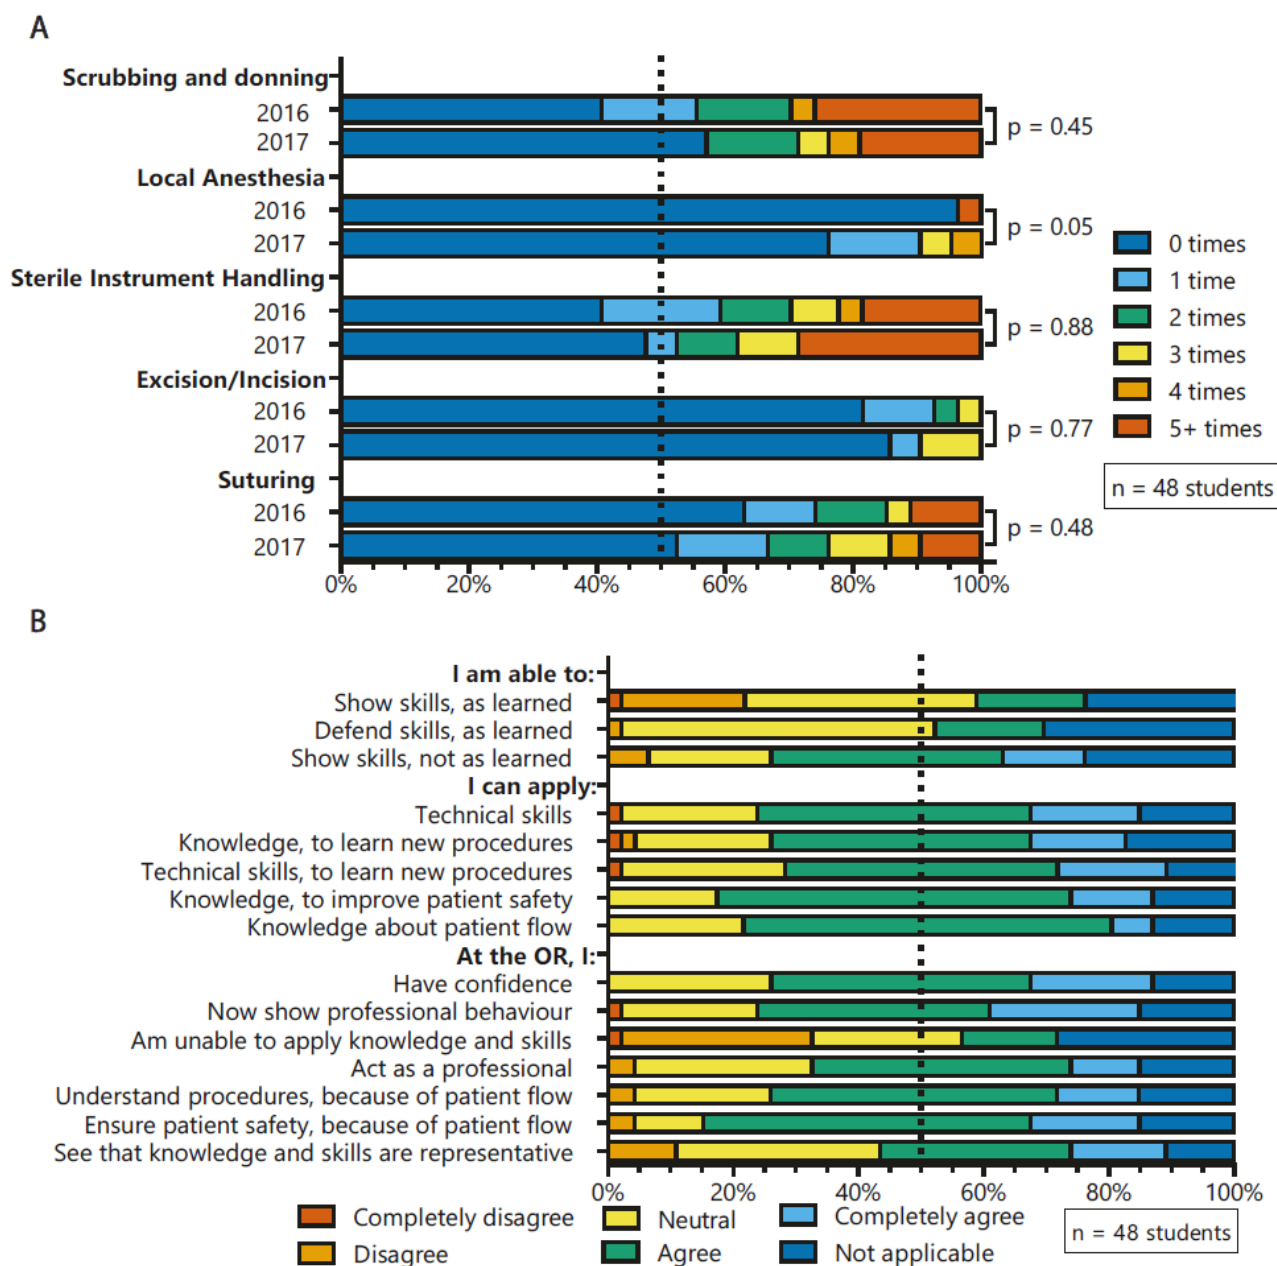 A
Scrubbing and donning
2016
2017
p = 0.45
Local Anesthesia
2016
2017
p = 0.05
Sterile Instrument Handling
2016
2017
p = 0.88
Excision/Incision
2016
2017
p = 0.77
Suturing
2016
2017
p = 0.48
0% 20% 40% 60% 80% 100%
0 times
1 time
2 times
3 times
4 times
5+ times
n = 48 students
B
I am able to:
Show skills, as learned
Defend skills, as learned
Show skills, not as learned
I can apply:
Technical skills
Knowledge, to learn new procedures
Technical skills, to learn new procedures
Knowledge, to improve patient safety
Knowledge about patient flow
At the OR, I:
Have confidence
Now show professional behaviour
Am unable to apply knowledge and skills
Act as a professional
Understand procedures, because of patient flow
Ensure patient safety, because of patient flow
See that knowledge and skills are representative
0% 20% 40% 60% 80% 100%
Completely disagree
Disagree
Neutral
Agree
Completely agree
Not applicable
n = 48 students